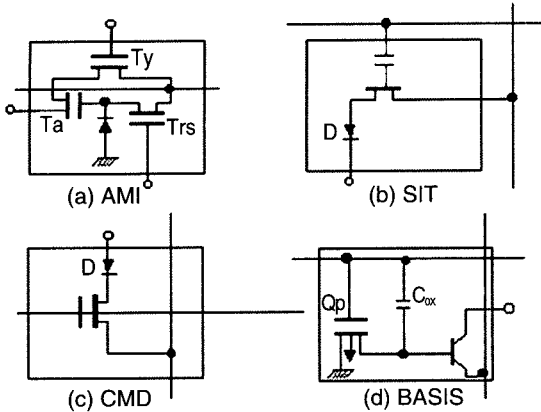 Ty
Ta
Trs
(a) AMI
D
(b) SIT
D
(c) CMD
Qp
Cox
(d) BASIS